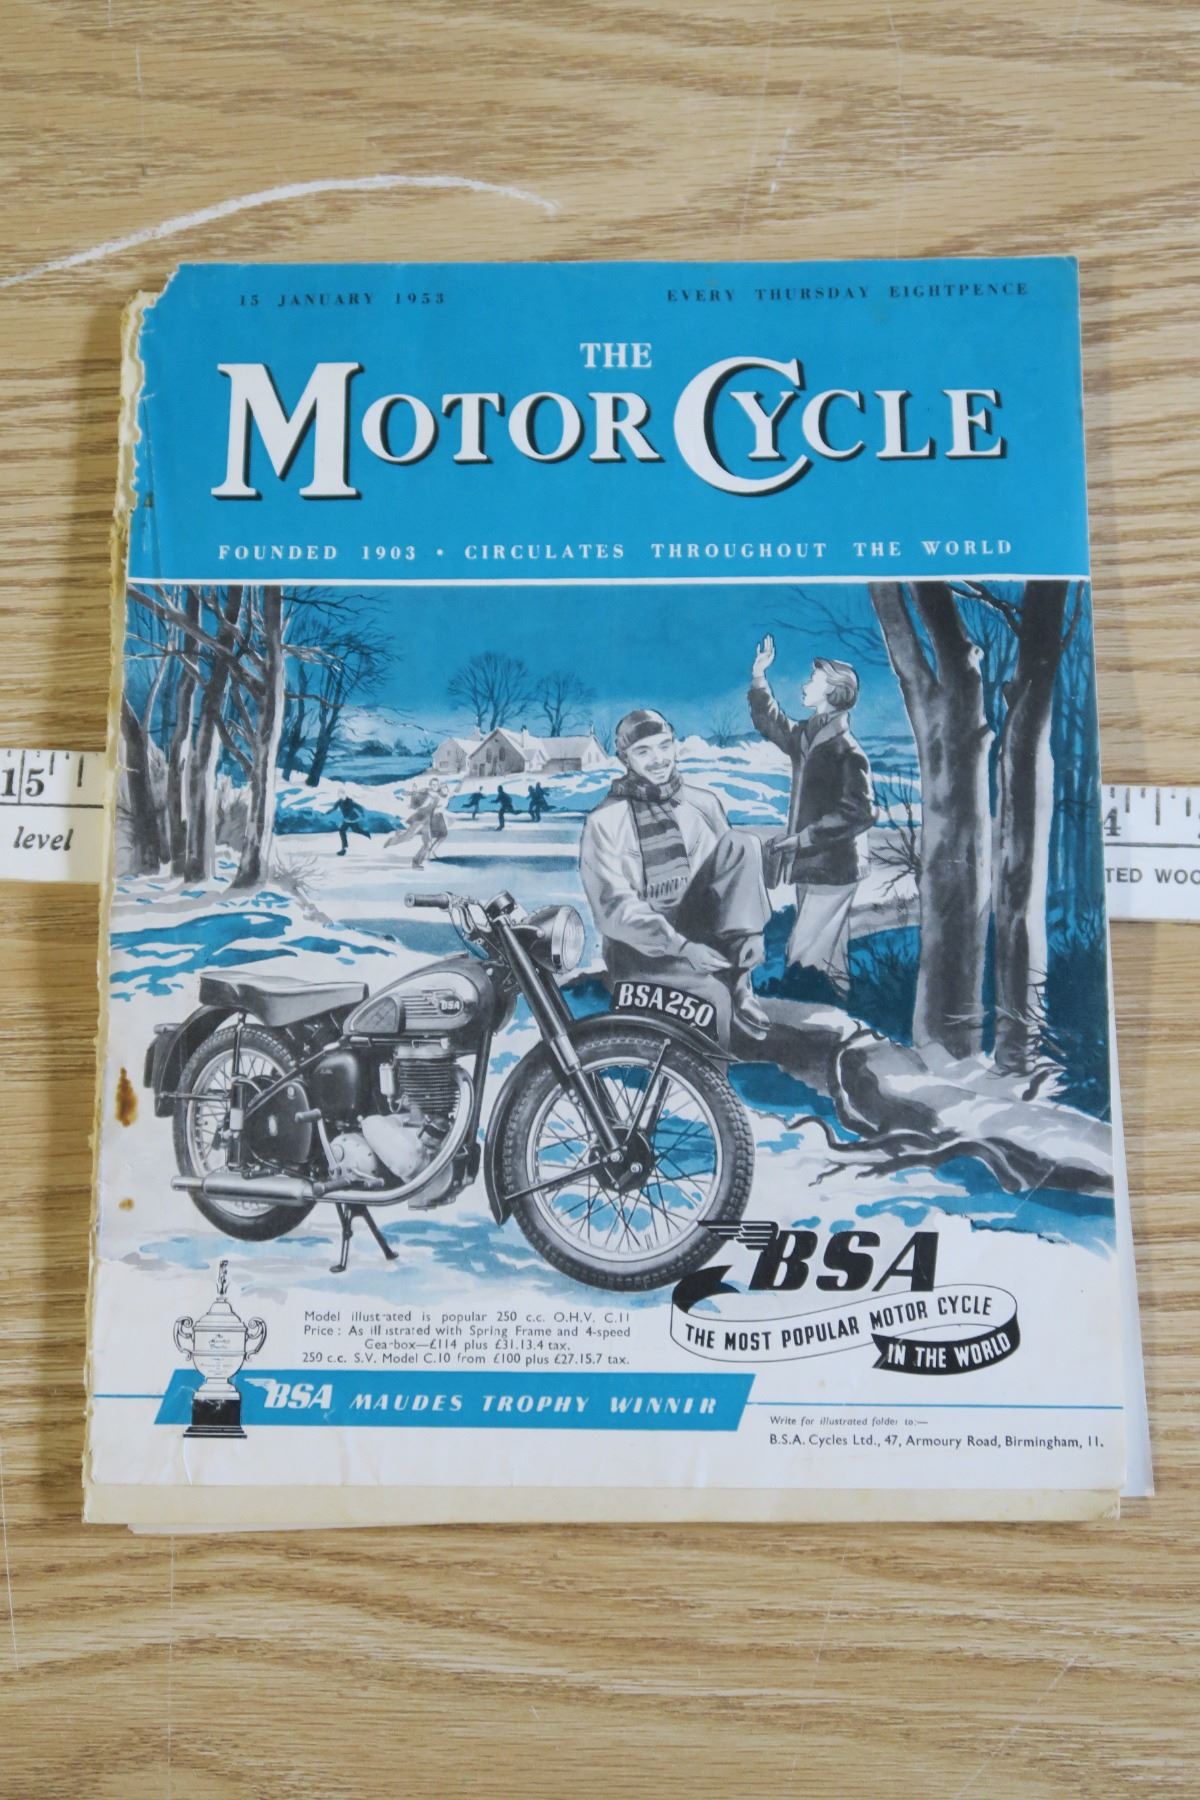 15 JANUARY 1953
EVERY THURSDAY EIGHTPENCE
THE
MOTOR CYCLE
FOUNDED 1903 • CIRCULATES THROUGHOUT THE WORLD
15
level
4
TED WOO
BSA 250
BSA
BSA
THE MOST POPULAR MOTOR CYCLE
IN THE WORLD
Model illustrated is popular 250 c.c. O.H.V. C.11
Price : As illustrated with Spring Frame and 4-speed
Gea-box—£114 plus £31.13.4 tax.
250 c.c. S.V. Model C.10 from £100 plus £27.15.7 tax.
BSA MAUDES TROPHY WINNER
Write for illustrated folder to:—
B.S.A. Cycles Ltd., 47, Armoury Road, Birmingham, 11.